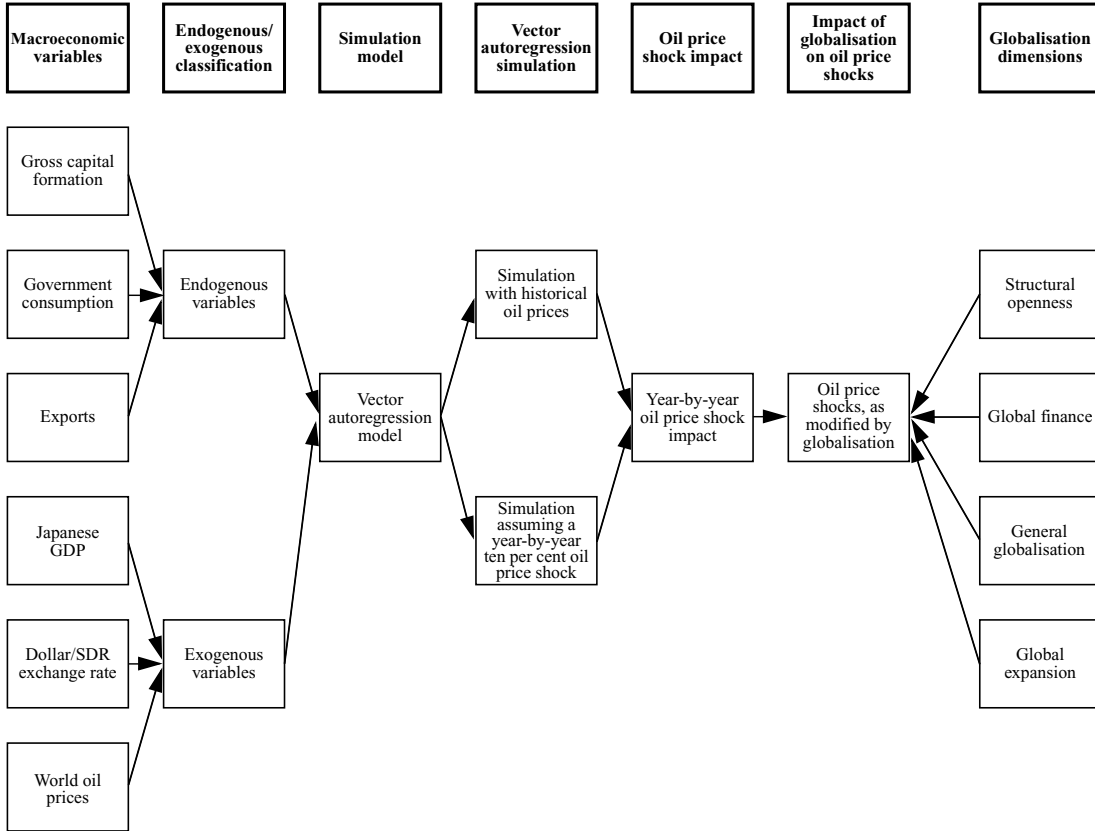 Macroeconomic
variables
Endogenous/
exogenous
classification
Simulation
model
Vector
autoregression
simulation
Oil price
shock impact
Impact of
globalisation
on oil price
shocks
Globalisation
dimensions
Gross capital
formation
Government
consumption
Exports
Japanese
GDP
Dollar/SDR
exchange rate
World oil
prices
Endogenous
variables
Exogenous
variables
Vector
autoregression
model
Simulation
with historical
oil prices
Simulation
assuming a
year-by-year
ten per cent oil
price shock
Year-by-year
oil price shock
impact
Oil price
shocks, as
modified by
globalisation
Structural
openness
Global finance
General
globalisation
Global
expansion